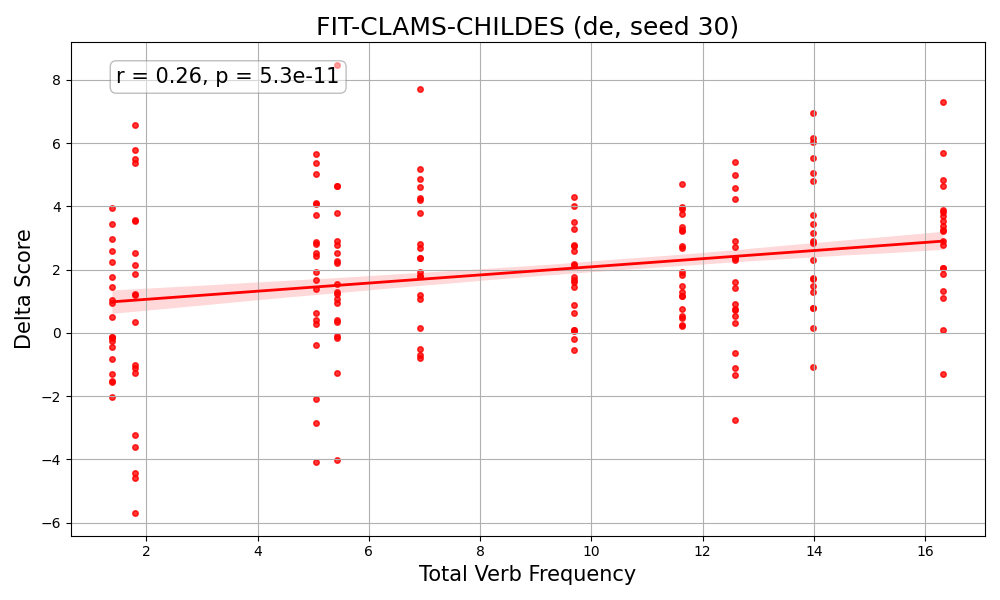 FIT-CLAMS-CHILDES (de, seed 30)
r = 0.26, p = 5.3e-11
Delta Score
8
6
4
2
0
−2
−4
−6
2 4 6 8 10 12 14 16
Total Verb Frequency